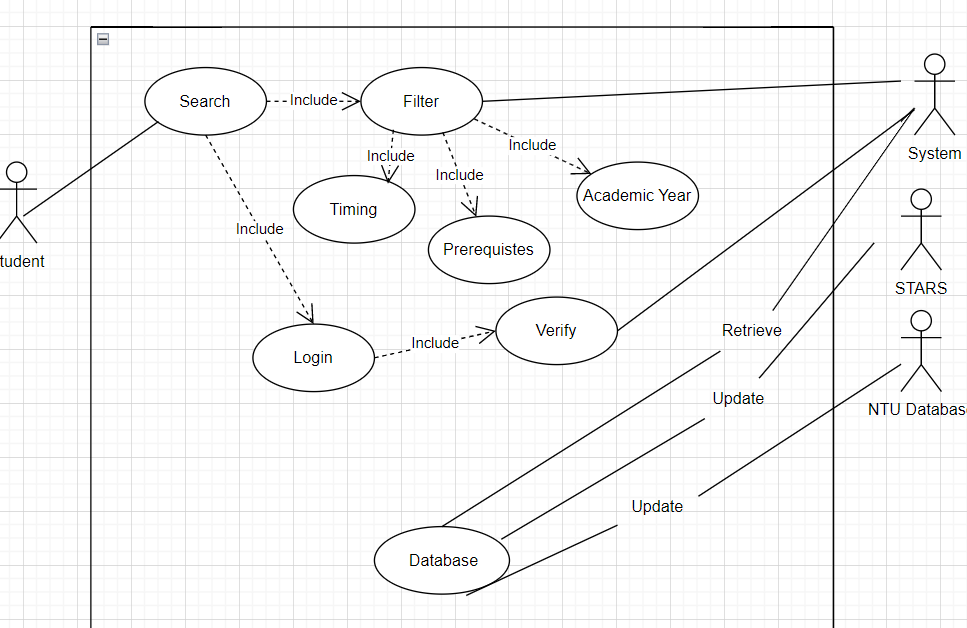 Search
Include
Filter
Include
Include
Include
System
Timing
Academic Year
Prerequistes
Include
tudent
STARS
Login
Include
Verify
Retrieve
Update
NTU Databas
Update
Database